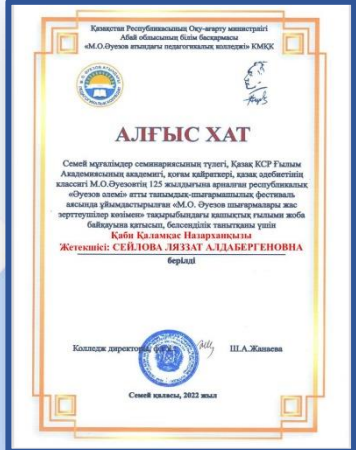 Қазақстан Республикасының Оқу-ағарту министрлігі
Абай облысының білім басқармасы
«М.О.Әуезов атындағы педагогикалық колледжі» КМҚК
АЛҒЫС ХАТ
Семей мұғалімдер семинариясының түлегі, Қазақ КСР Ғылым
Академиясының академигі, қоғам қайраткері, қазақ әдебиетінің
классигі М.О.Әуезовтің 125 жылдығына арналған республикалық
«Әуезов әлемі» атты танымдық-шығармашылық фестиваль
аясында ұйымдастырылған «М.О. Әуезов шығармалары жас
зерттеушілер көзімен» тақырыбындағы қашықтық ғылыми жоба
байқауына қатысып, белсенділік танытқаны үшін
Қаби Қаламқас Назарханқызы
Жетекшісі: СЕЙЛОВА ЛЯЗЗАТ АЛДАБЕРГЕНОВНА
берілді
Колледж директоры Ш.А.Жанаева
Семей қаласы, 2022 жыл